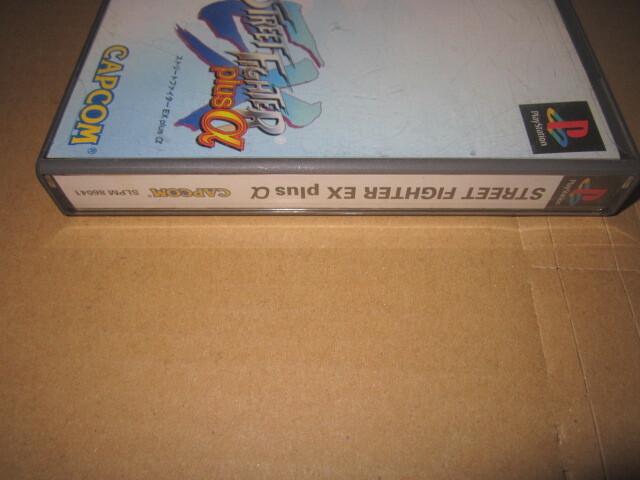 STREET FIGHTER
plus α
ストリートファイターEX plus α
CAPCOM®
PlayStation
PlayStation
STREET FIGHTER EX plus α
CAPCOM
SLPM 86041